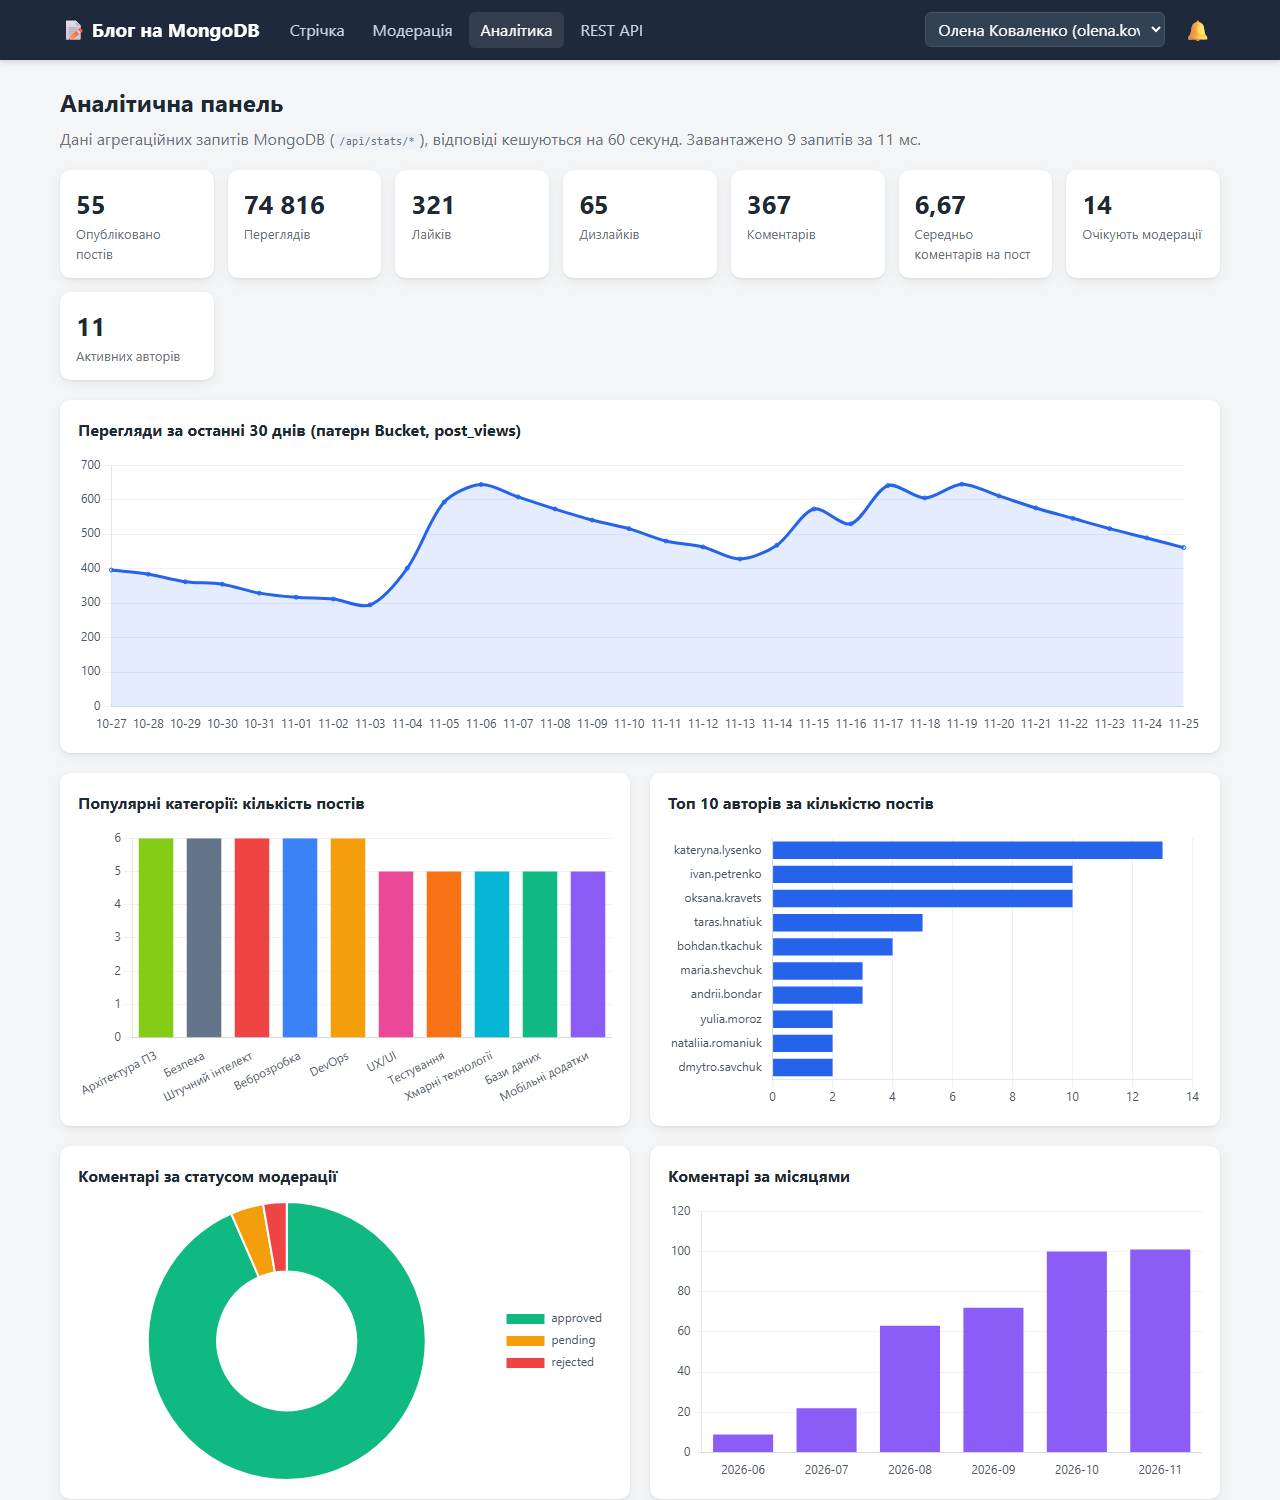 Блог на MongoDB Стрічка Модерація Аналітика REST API Олена Коваленко (olena.kov
Аналітична панель
Дані агрегаційних запитів MongoDB ( /api/stats/* ), відповіді кешуються на 60 секунд. Завантажено 9 запитів за 11 мс.
55
Опубліковано
постів
74 816
Переглядів
321
Лайків
65
Дизлайків
367
Коментарів
6,67
Середньо
коментарів на пост
14
Очікують модерації
11
Активних авторів
Перегляди за останні 30 днів (патерн Bucket, post_views)
700
600
500
400
300
200
100
0
10-27 10-28 10-29 10-30 10-31 11-01 11-02 11-03 11-04 11-05 11-06 11-07 11-08 11-09 11-10 11-11 11-12 11-13 11-14 11-15 11-16 11-17 11-18 11-19 11-20 11-21 11-22 11-23 11-24 11-25
Популярні категорії: кількість постів
6
5
4
3
2
1
0
Архітектура ПЗ
Безпека
Штучний інтелект
Веброзробка
DevOps
UX/UI
Тестування
Хмарні технології
Бази даних
Мобільні додатки
Топ 10 авторів за кількістю постів
kateryna.lysenko
ivan.petrenko
oksana.kravets
taras.hnatiuk
bohdan.tkachuk
maria.shevchuk
andrii.bondar
yulia.moroz
nataliia.romaniuk
dmytro.savchuk
0 2 4 6 8 10 12 14
Коментарі за статусом модерації
approved
pending
rejected
Коментарі за місяцями
120
100
80
60
40
20
0
2026-06 2026-07 2026-08 2026-09 2026-10 2026-11